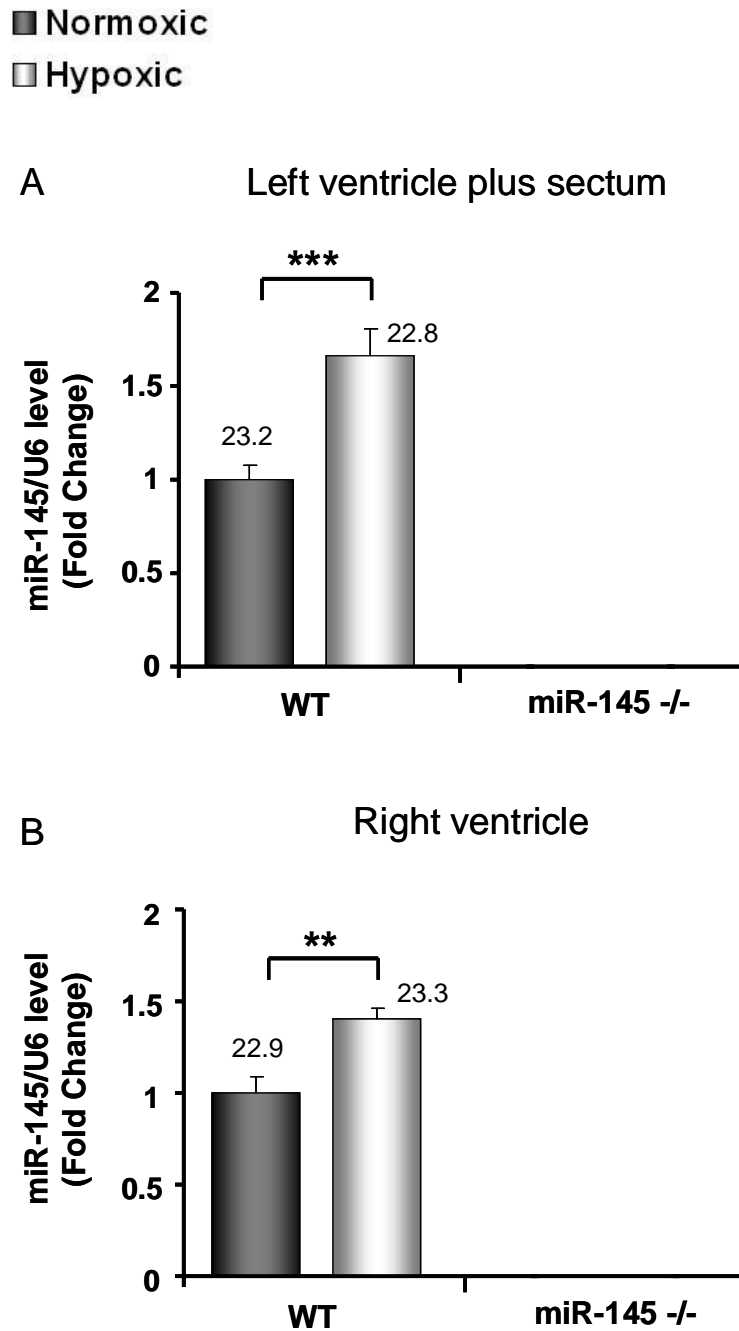 Normoxic
Hypoxic
A
Left ventricle plus sectum
***
22.8
23.2
2
1.5
1
0.5
0
miR-145/U6 level
(Fold Change)
WT
miR-145 -/-
B
Right ventricle
**
23.3
22.9
2
1.5
1
0.5
0
miR-145/U6 level
(Fold Change)
WT
miR-145 -/-